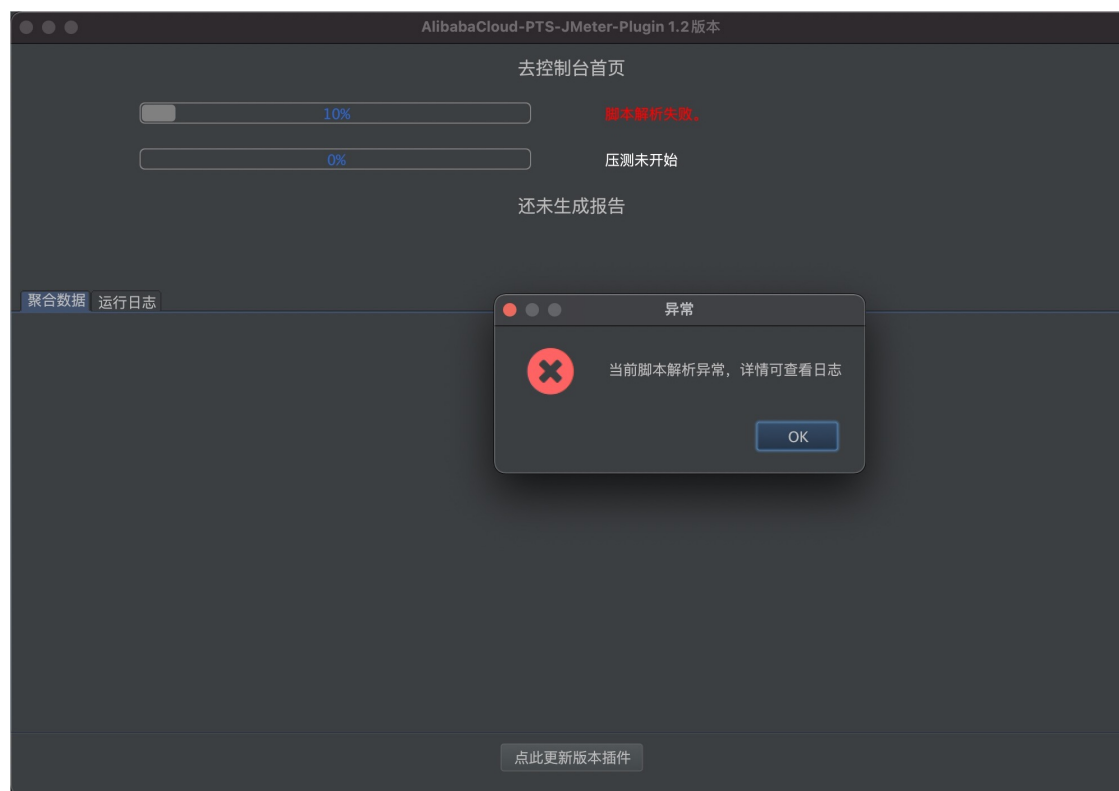 AlibabaCloud-PTS-JMeter-Plugin 1.2版本
去控制台首页
10%
脚本解析失败。
0%
压测未开始
还未生成报告
聚合数据
运行日志
异常
当前脚本解析异常，详情可查看日志
OK
点此更新版本插件